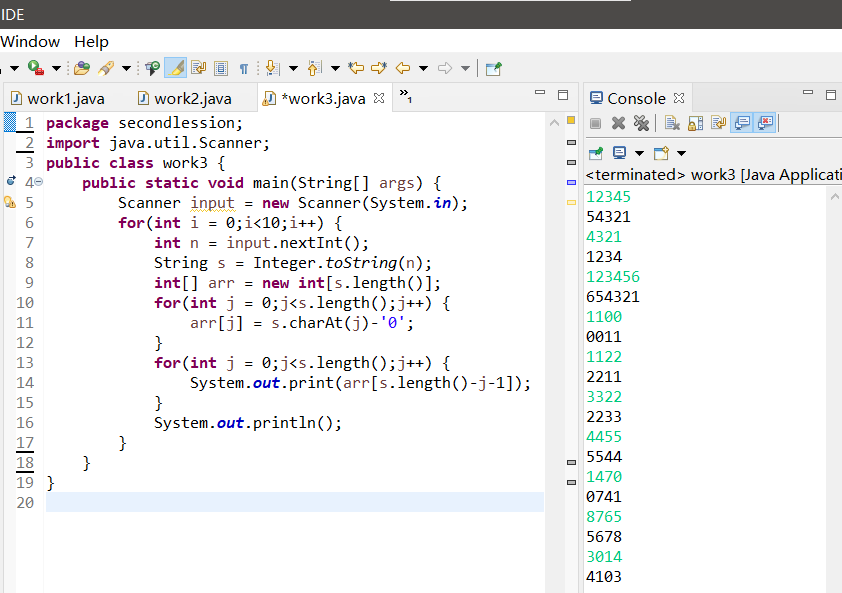 IDE
Window Help
work1.java work2.java *work3.java »1
1 package secondlession;
2 import java.util.Scanner;
3 public class work3 {
4 public static void main(String[] args) {
5 Scanner input = new Scanner(System.in);
6 for(int i = 0;i<10;i++) {
7 int n = input.nextInt();
8 String s = Integer.toString(n);
9 int[] arr = new int[s.length()];
10 for(int j = 0;j<s.length();j++) {
11 arr[j] = s.charAt(j)-'0';
12 }
13 for(int j = 0;j<s.length();j++) {
14 System.out.print(arr[s.length()-j-1]);
15 }
16 System.out.println();
17 }
18 }
19 }
20
Console
<terminated> work3 [Java Applicati
12345
54321
4321
1234
123456
654321
1100
0011
1122
2211
3322
2233
4455
5544
1470
0741
8765
5678
3014
4103